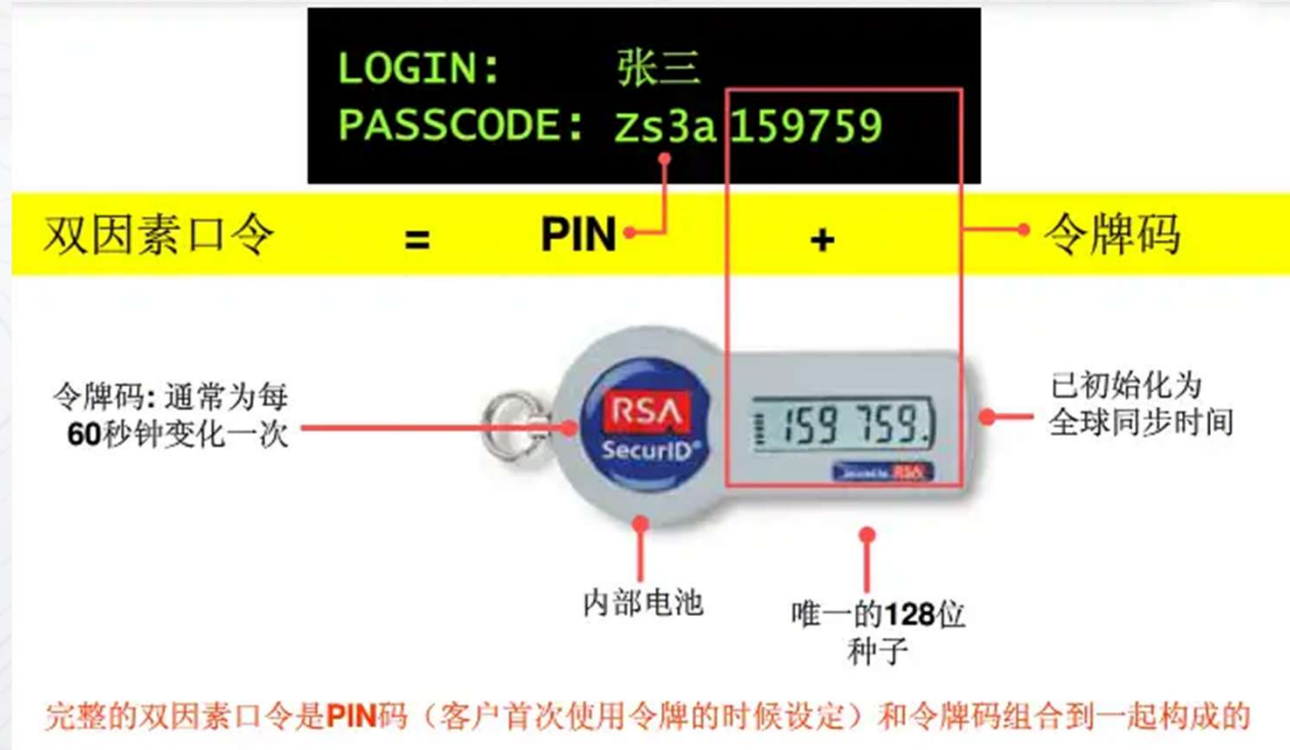 LOGIN: 张三
PASSCODE: zs3a 159759
双因素口令 = PIN + 令牌码
令牌码: 通常为每
60秒钟变化一次
RSA
SecurID®
159 759
RSA
已初始化为
全球同步时间
内部电池
唯一的128位
种子
完整的双因素口令是PIN码（客户首次使用令牌的时候设定）和令牌码组合到一起构成的